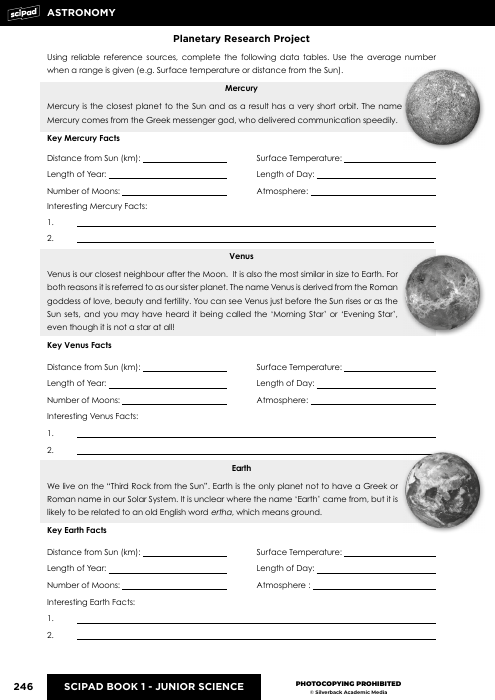 scipad ASTRONOMY
Planetary Research Project
Using reliable reference sources, complete the following data tables. Use the average number
when a range is given (e.g. Surface temperature or distance from the Sun).
Mercury
Mercury is the closest planet to the Sun and as a result has a very short orbit. The name
Mercury comes from the Greek messenger god, who delivered communication speedily.
Key Mercury Facts
Distance from Sun (km): Surface Temperature:
Length of Year: Length of Day:
Number of Moons: Atmosphere:
Interesting Mercury Facts:
1.
2.
Venus
Venus is our closest neighbour after the Moon. It is also the most similar in size to Earth. For
both reasons it is referred to as our sister planet. The name Venus is derived from the Roman
goddess of love, beauty and fertility. You can see Venus just before the Sun rises or as the
Sun sets, and you may have heard it being called the ‘Morning Star’ or ‘Evening Star’,
even though it is not a star at all!
Key Venus Facts
Distance from Sun (km): Surface Temperature:
Length of Year: Length of Day:
Number of Moons: Atmosphere:
Interesting Venus Facts:
1.
2.
Earth
We live on the “Third Rock from the Sun”. Earth is the only planet not to have a Greek or
Roman name in our Solar System. It is unclear where the name ‘Earth’ came from, but it is
likely to be related to an old English word ertha, which means ground.
Key Earth Facts
Distance from Sun (km): Surface Temperature:
Length of Year: Length of Day:
Number of Moons: Atmosphere :
Interesting Earth Facts:
1.
2.
246 SCIPAD BOOK 1 - JUNIOR SCIENCE PHOTOCOPYING PROHIBITED
© Silverback Academic Media